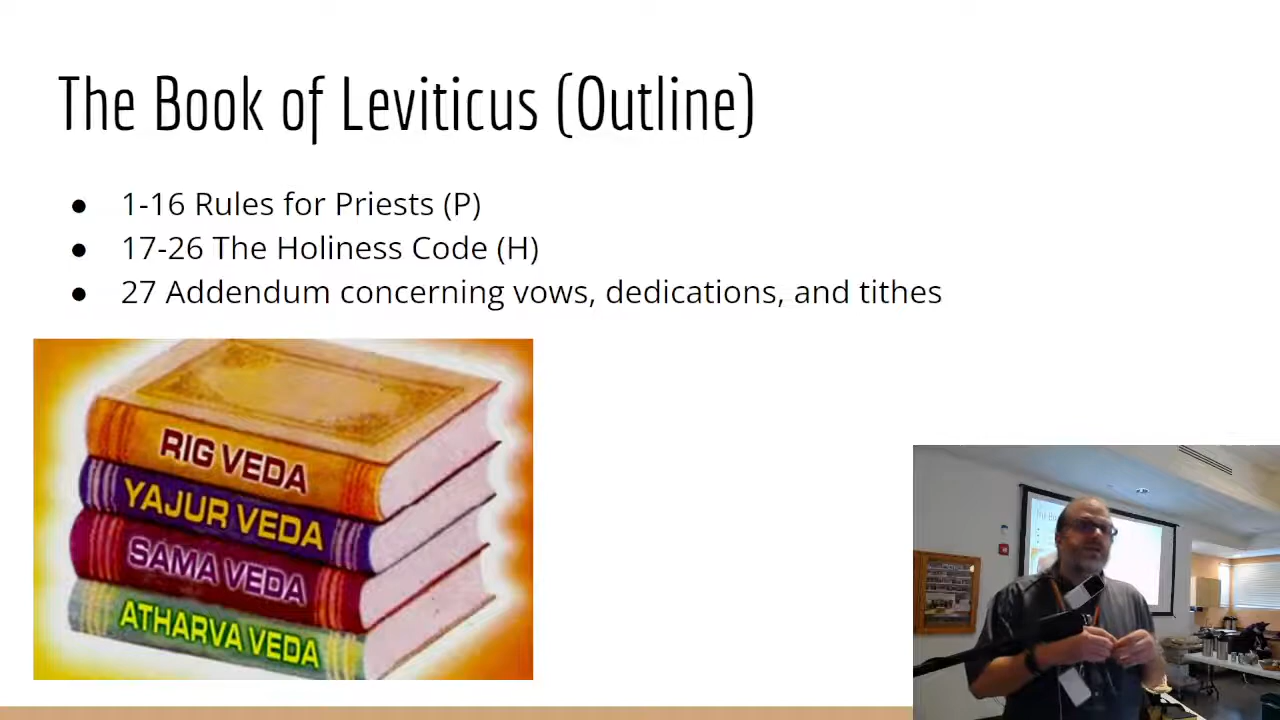 The Book of Leviticus (Outline)
● 1-16 Rules for Priests (P)
● 17-26 The Holiness Code (H)
● 27 Addendum concerning vows, dedications, and tithes
RIG VEDA
YAJUR VEDA
SAMA VEDA
ATHARVA VEDA